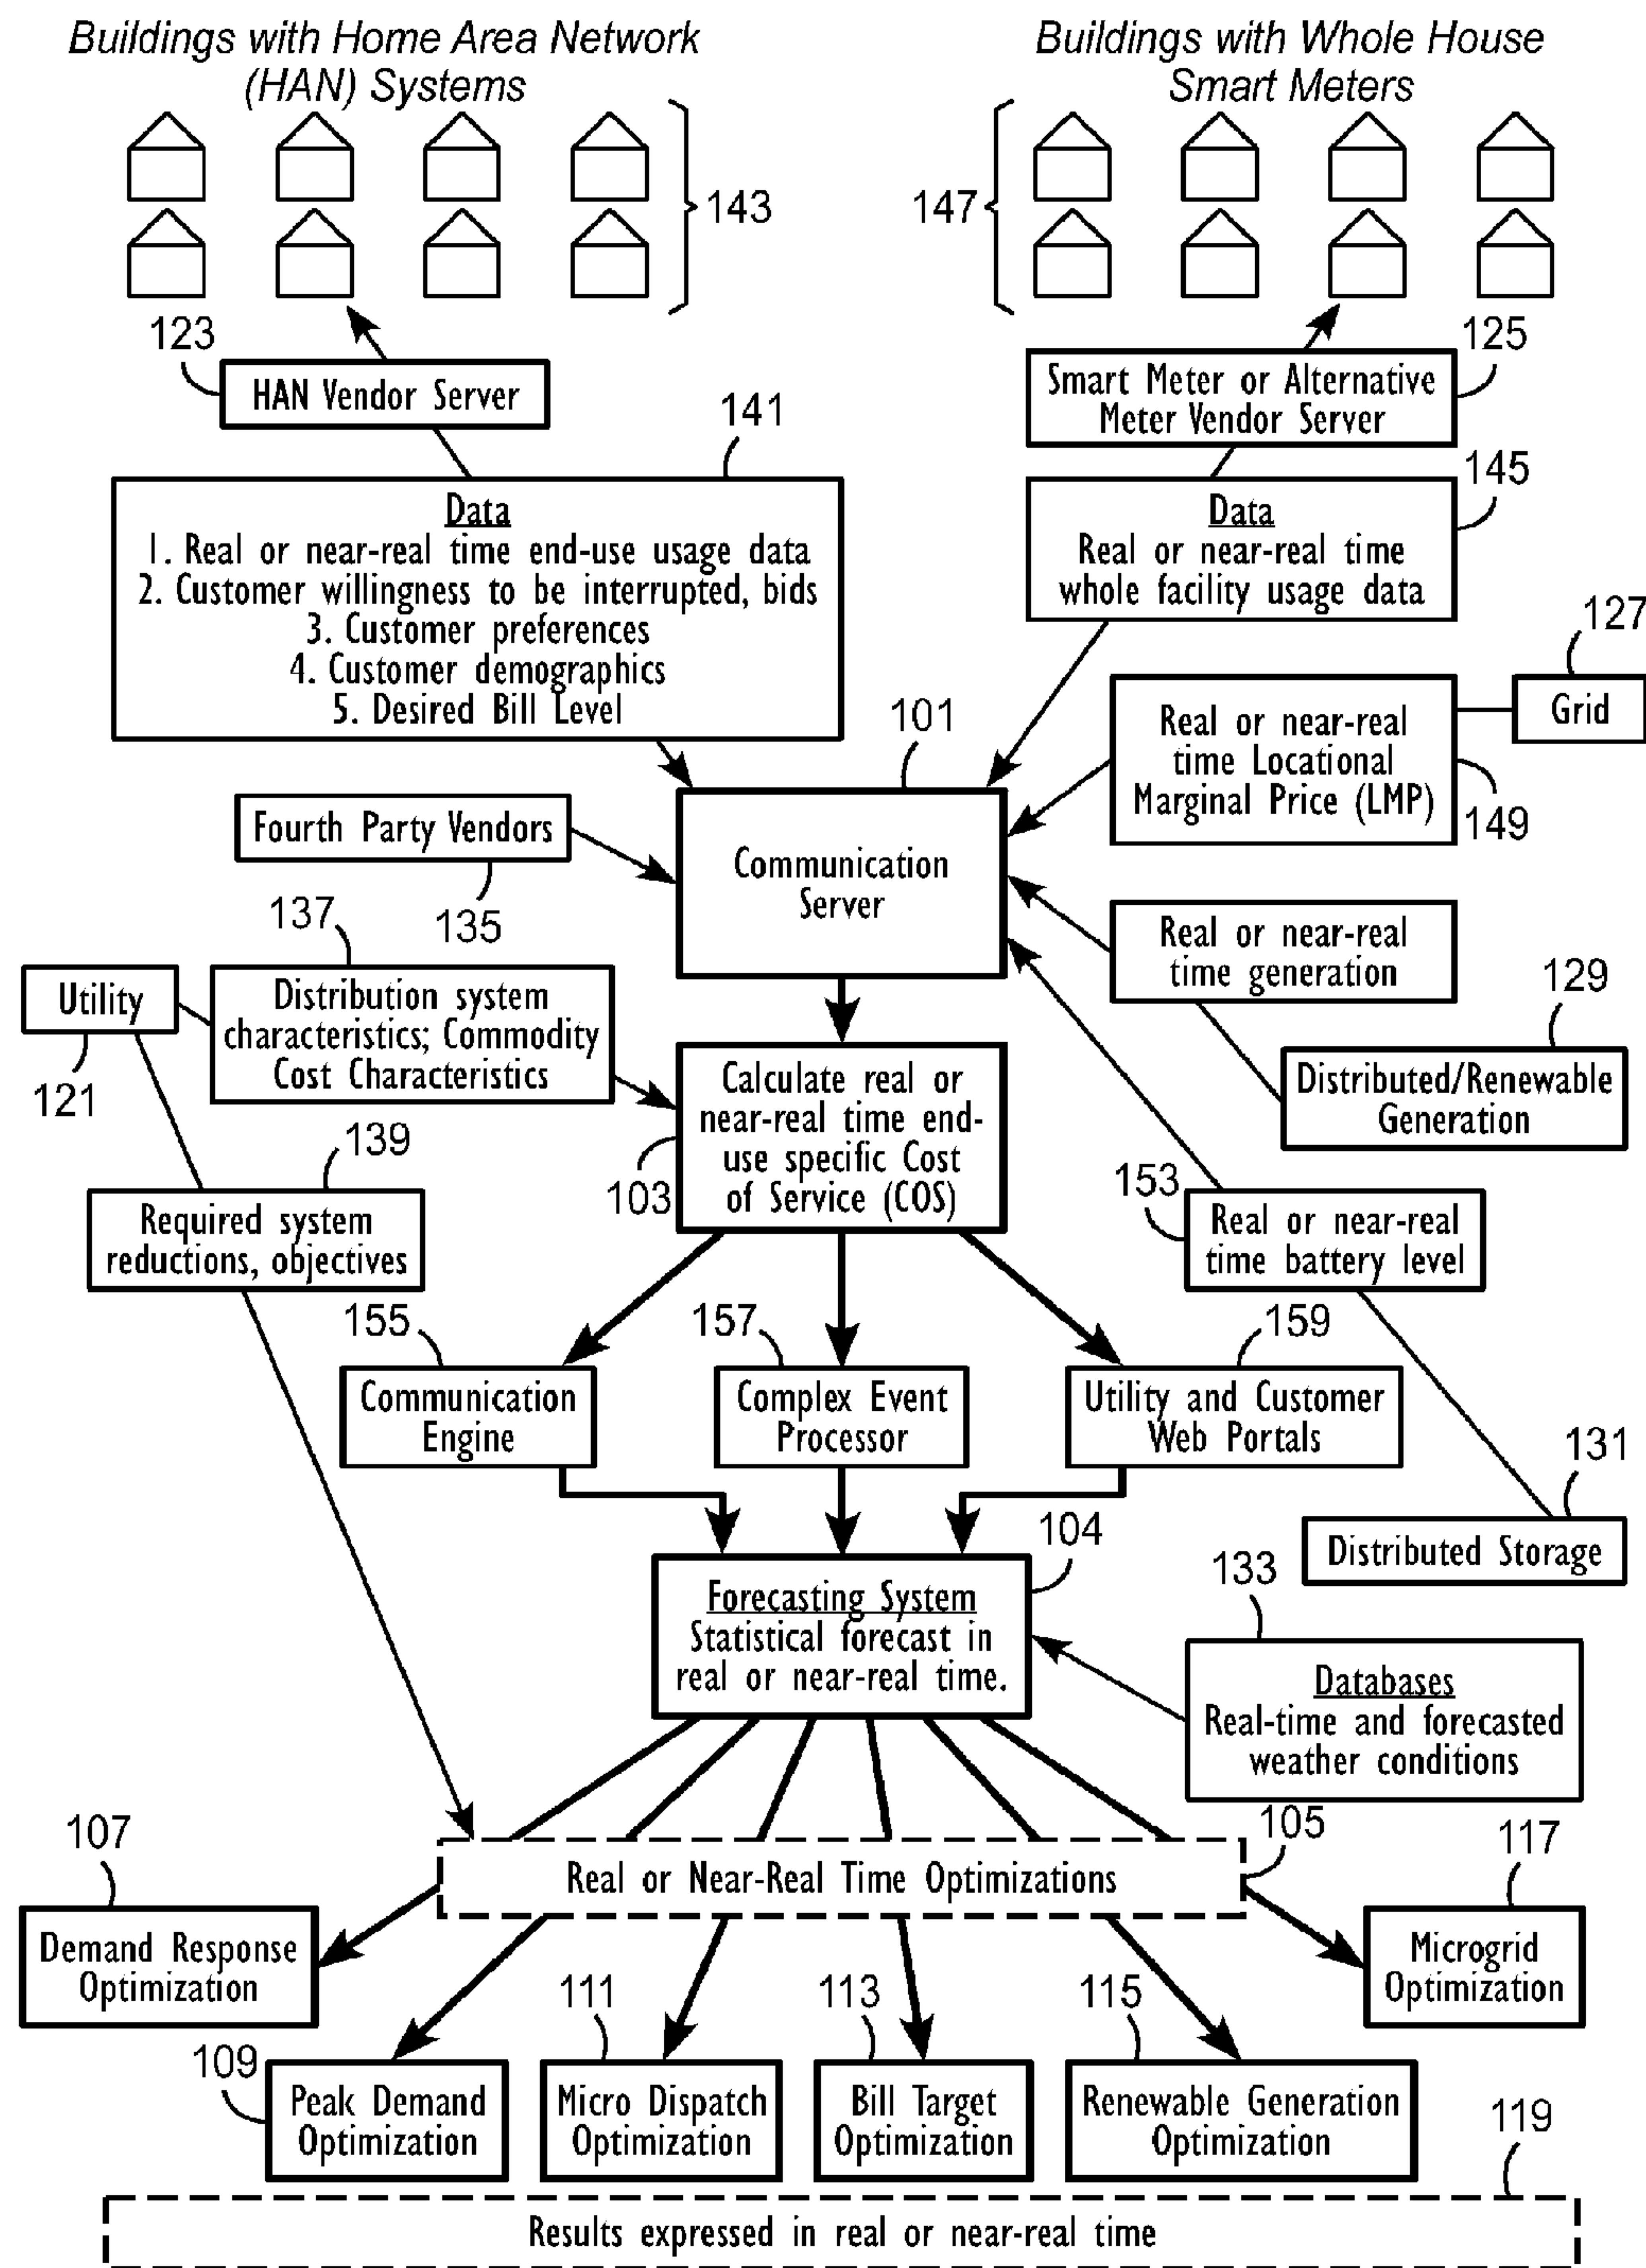 Buildings with Home Area Network
(HAN) Systems
Buildings with Whole House
Smart Meters
143
147
123
HAN Vendor Server
125
Smart Meter or Alternative
Meter Vendor Server
141
Data
1. Real or near-real time end-use usage data
2. Customer willingness to be interrupted, bids
3. Customer preferences
4. Customer demographics
5. Desired Bill Level
145
Data
Real or near-real time
whole facility usage data
127
Grid
101
Real or near-real
time Locational
Marginal Price (LMP)
149
Fourth Party Vendors
135
Communication
Server
137
Utility
121
Distribution system
characteristics; Commodity
Cost Characteristics
Real or near-real
time generation
129
Distributed/Renewable
Generation
Calculate real or
near-real time end-
use specific Cost
of Service (COS)
103
139
Required system
reductions, objectives
153
Real or near-real
time battery level
155
157
159
Communication
Engine
Complex Event
Processor
Utility and Customer
Web Portals
131
Distributed Storage
104
Forecasting System
Statistical forecast in
real or near-real time.
133
Databases
Real-time and forecasted
weather conditions
105
Real or Near-Real Time Optimizations
107
Demand Response
Optimization
117
Microgrid
Optimization
109
Peak Demand
Optimization
111
Micro Dispatch
Optimization
113
Bill Target
Optimization
115
Renewable Generation
Optimization
119
Results expressed in real or near-real time